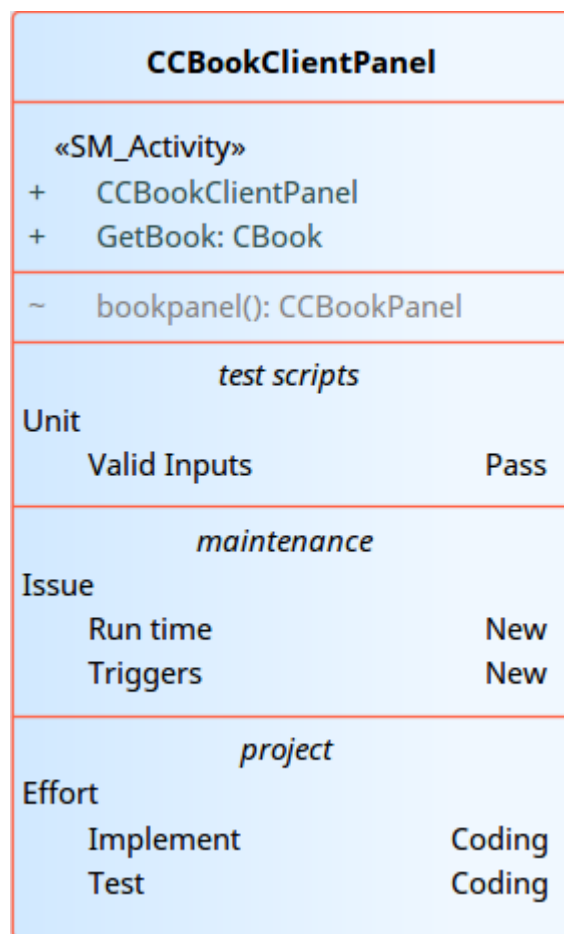 CCBookClientPanel
«SM_Activity»
+ CCBookClientPanel
+ GetBook: CBook
~ bookpanel(): CCBookPanel
test scripts
Unit
Valid Inputs Pass
maintenance
Issue
Run time New
Triggers New
project
Effort
Implement Coding
Test Coding